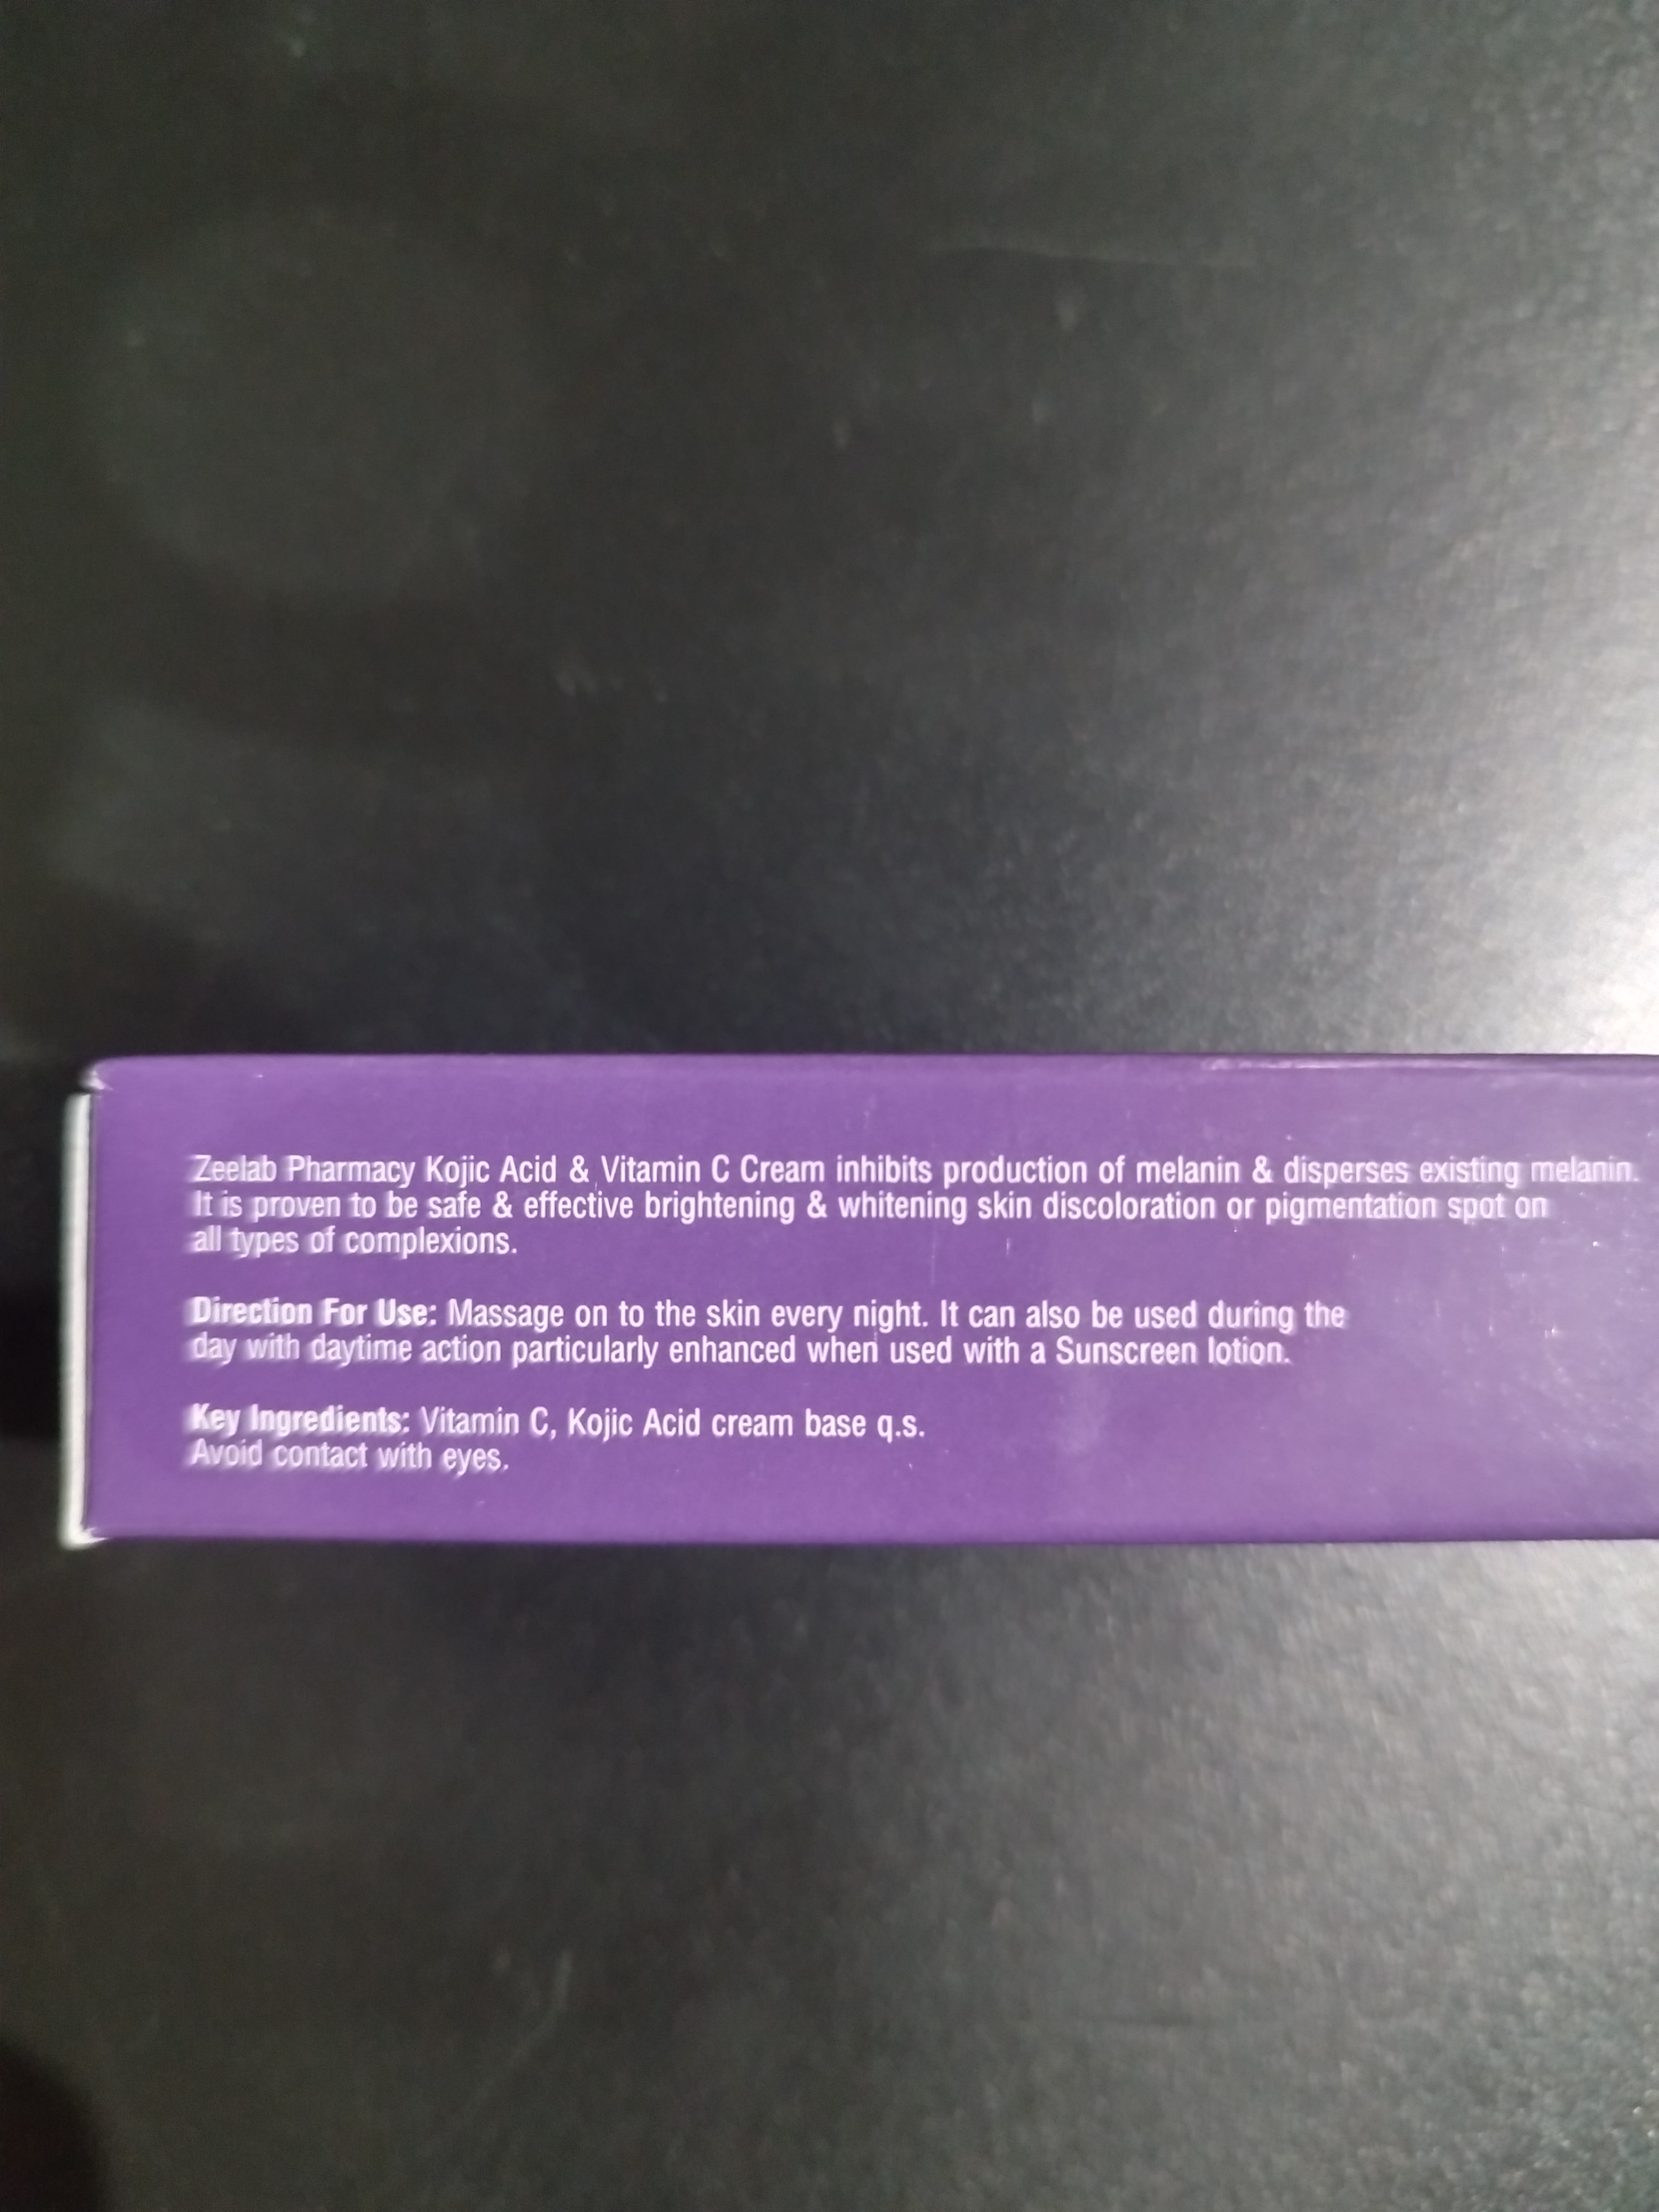 Zeelab Pharmacy Kojic Acid & Vitamin C Cream inhibits production of melanin & disperses existing melanin.
It is proven to be safe & effective brightening & whitening skin discoloration or pigmentation spot on
all types of complexions.
Direction For Use: Massage on to the skin every night. It can also be used during the
day with daytime action particularly enhanced when used with a Sunscreen lotion.
Key Ingredients: Vitamin C, Kojic Acid cream base q.s.
Avoid contact with eyes.